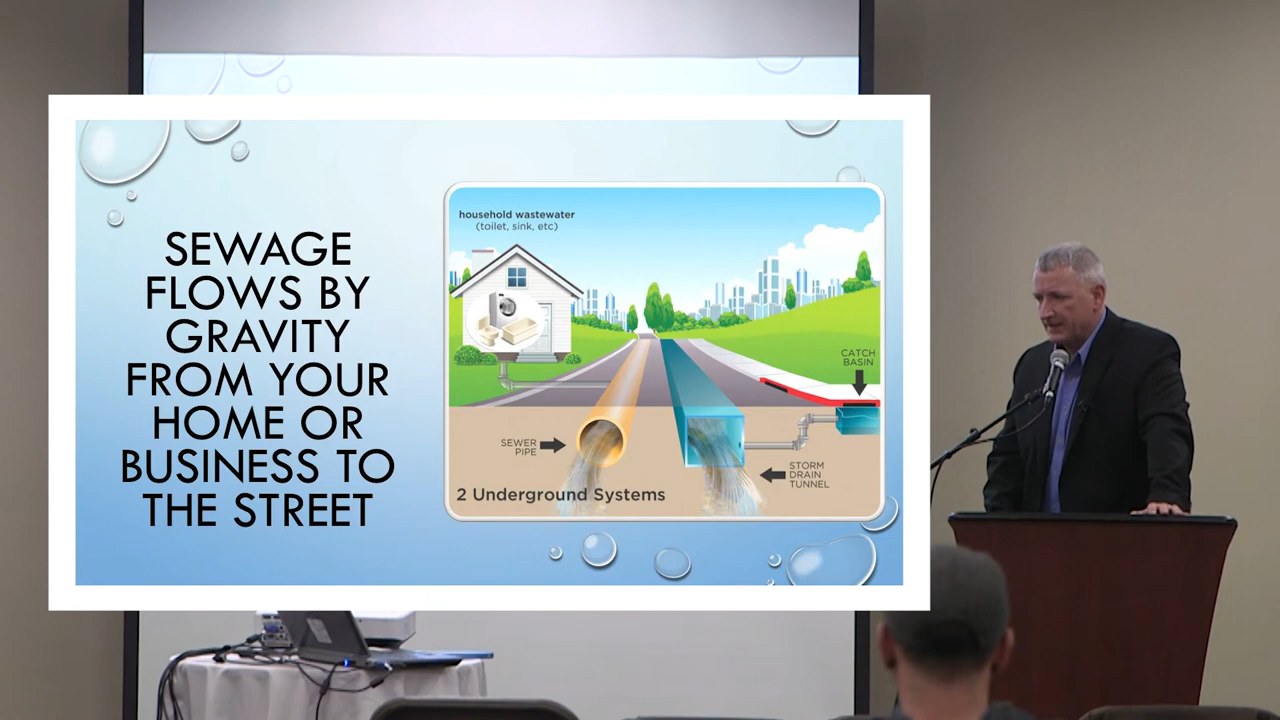 SEWAGE
FLOWS BY
GRAVITY
FROM YOUR
HOME OR
BUSINESS TO
THE STREET
household wastewater
(toilet, sink, etc)
CATCH
BASIN
SEWER
PIPE
STORM
DRAIN
TUNNEL
2 Underground Systems